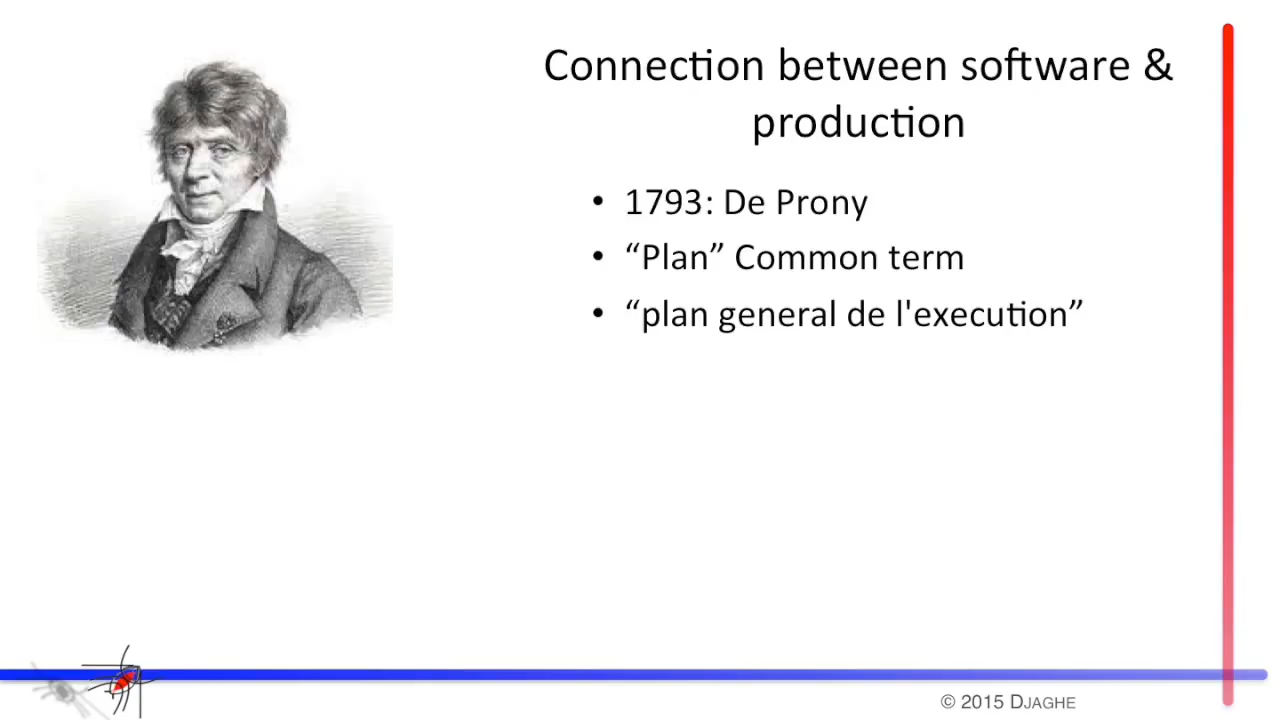 Connection between software &
production
• 1793: De Prony
• “Plan” Common term
• “plan general de l'execution”
© 2015 DJAGHE